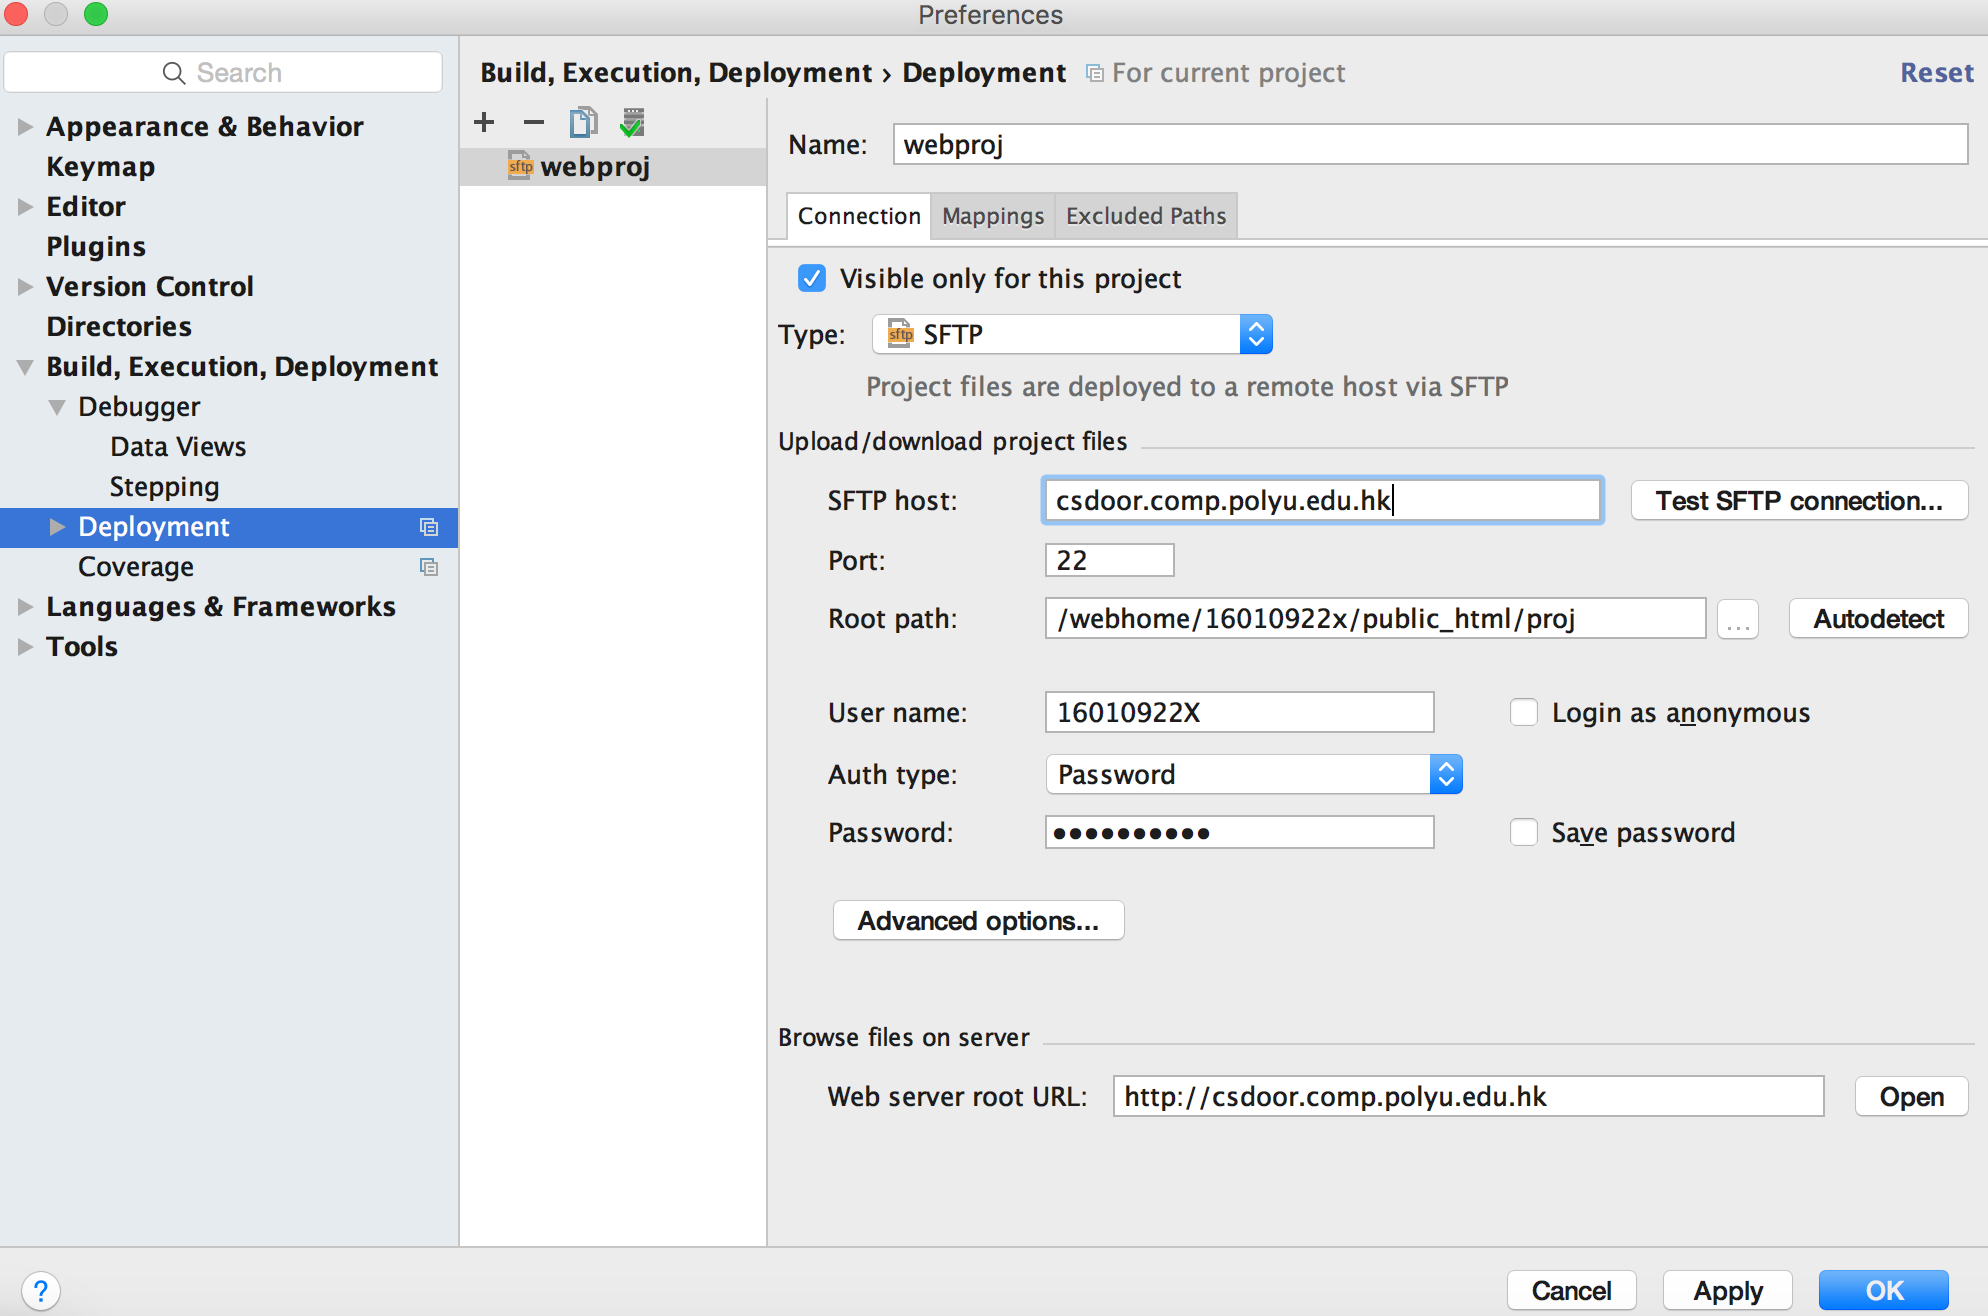 Preferences
Search
Appearance & Behavior
Keymap
Editor
Plugins
Version Control
Directories
Build, Execution, Deployment
Debugger
Data Views
Stepping
Deployment
Coverage
Languages & Frameworks
Tools
Build, Execution, Deployment › Deployment For current project Reset
sftp webproj
Name: webproj
Connection Mappings Excluded Paths
Visible only for this project
Type: sftp SFTP
Project files are deployed to a remote host via SFTP
Upload/download project files
SFTP host: csdoor.comp.polyu.edu.hk Test SFTP connection...
Port: 22
Root path: /webhome/16010922x/public_html/proj ... Autodetect
User name: 16010922X Login as anonymous
Auth type: Password
Password: •••••••••• Save password
Advanced options...
Browse files on server
Web server root URL: http://csdoor.comp.polyu.edu.hk Open
? Cancel Apply OK